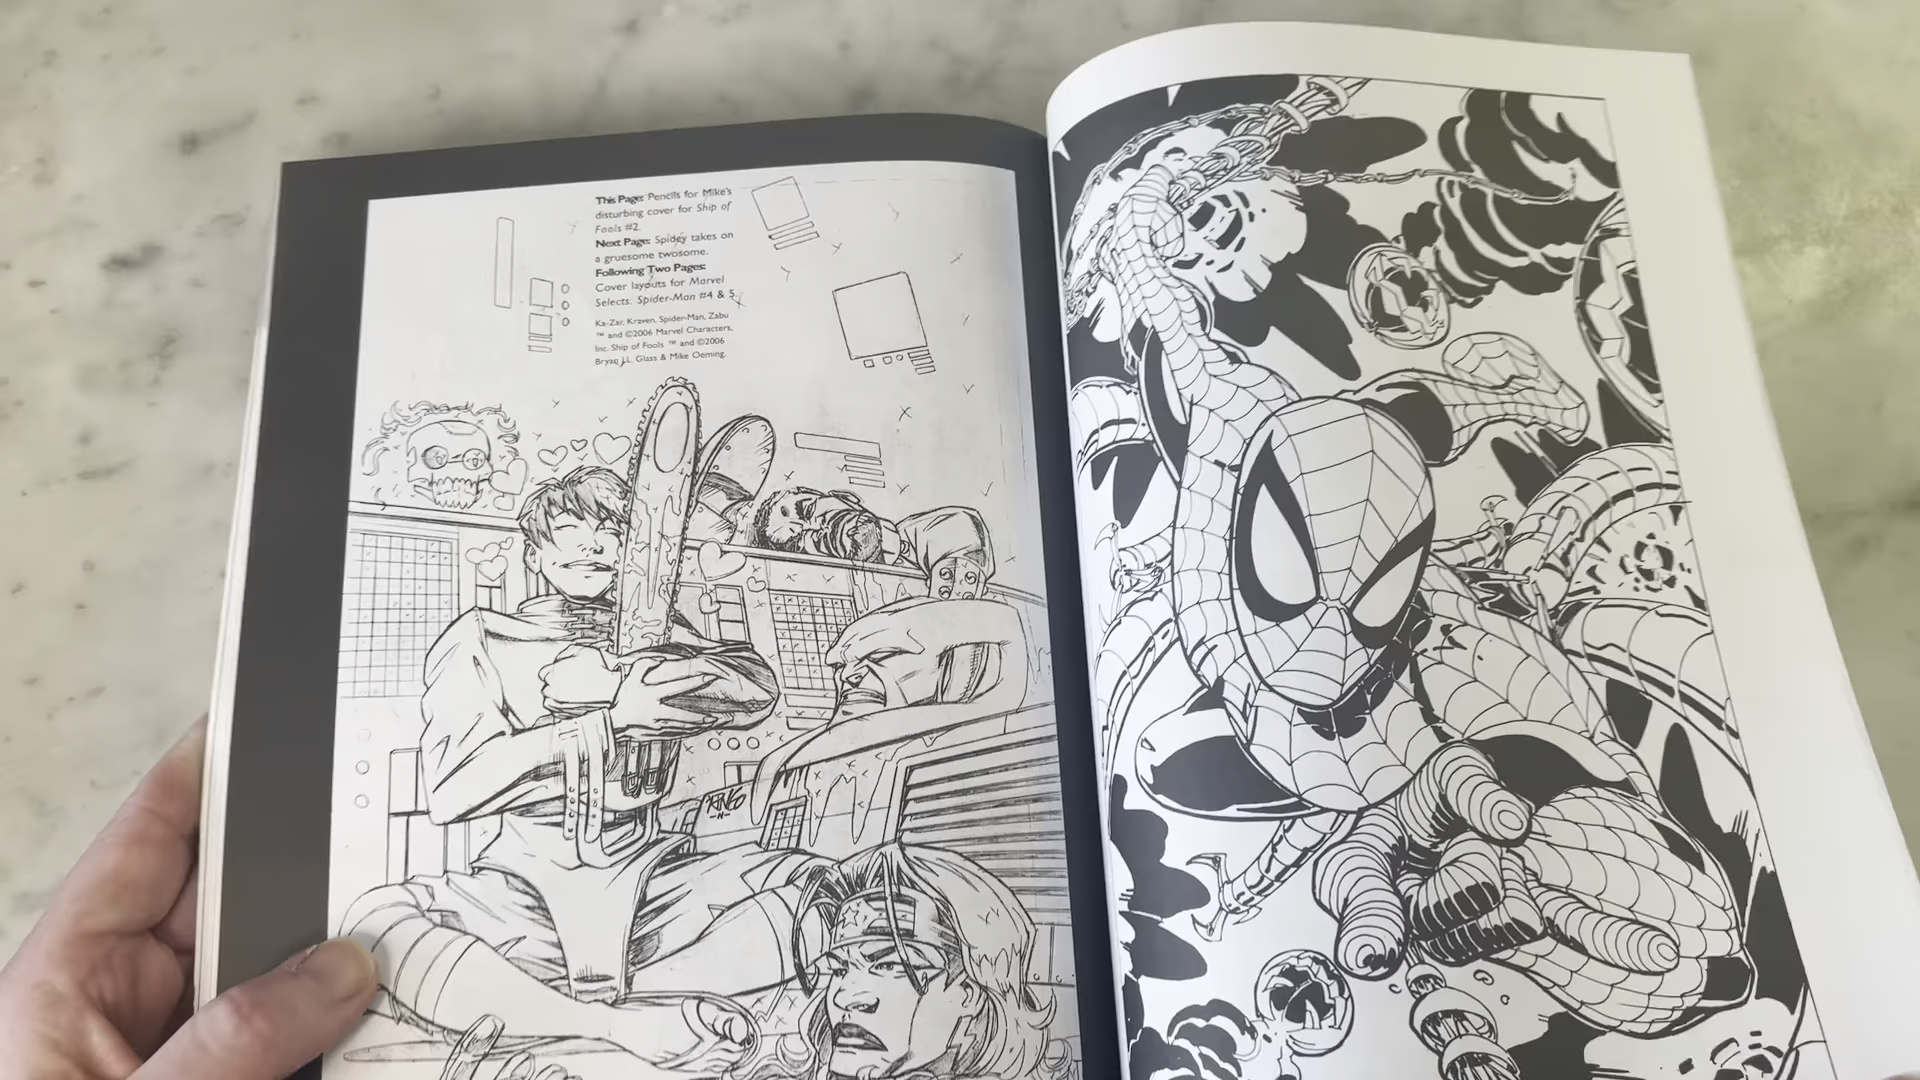 This Page: Pencils for Mike's
disturbing cover for Ship of
Fools #2.
Next Page: Spidey takes on
a gruesome twosome.
Following Two Pages:
Cover layouts for Marvel
Selects: Spider-Man #4 & 5.
Ka-Zar, Kraven, Spider-Man, Zabu
™ and ©2006 Marvel Characters,
Inc. Ship of Fools ™ and ©2006
Bryan J.L. Glass & Mike Oeming.
RINGO